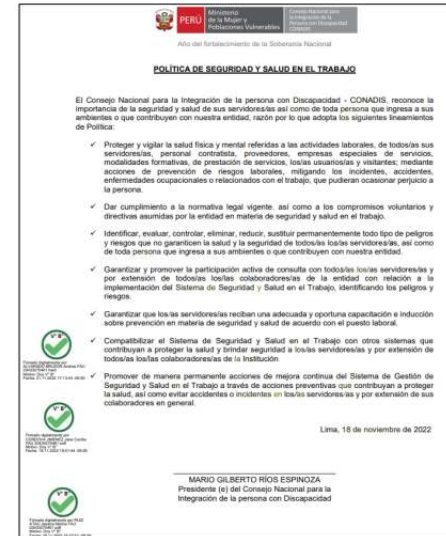 PERÚ
Ministerio
de la Mujer y
Poblaciones Vulnerables
Consejo Nacional para
la Integración de la
Persona con Discapacidad
CONADIS
Año del fortalecimiento de la Soberanía Nacional
POLÍTICA DE SEGURIDAD Y SALUD EN EL TRABAJO
El Consejo Nacional para la Integración de la persona con Discapacidad - CONADIS, reconoce la
importancia de la seguridad y salud de sus servidores/as así como de toda persona que ingresa a sus
ambientes o que contribuyen con nuestra entidad, razón por lo que adopta los siguientes lineamientos
de Política:
✓ Proteger y vigilar la salud física y mental referidas a las actividades laborales, de todos/as sus
servidores/as, personal contratista, proveedores, empresas especiales de servicios,
modalidades formativas, de prestación de servicios, los/as usuarios/as y visitantes; mediante
acciones de prevención de riesgos laborales, mitigando los incidentes, accidentes,
enfermedades ocupacionales o relacionados con el trabajo, que pudieran ocasionar perjuicio a
la persona.
✓ Dar cumplimiento a la normativa legal vigente. así como a los compromisos voluntarios y
directivas asumidas por la entidad en materia de seguridad y salud en el trabajo.
✓ Identificar, evaluar, controlar, eliminar, reducir, sustituir permanentemente todo tipo de peligros
y riesgos que no garanticen la salud y la seguridad de todos/as los/as servidores/as, así como
de toda persona que ingresa a sus ambientes o que contribuyen con nuestra entidad.
✓ Garantizar y promover la participación activa de consulta con todos/as los/as servidores/as y
por extensión de todos/as los/las colaboradores/as de la entidad con relación a la
implementación del Sistema de Seguridad y Salud en el Trabajo, identificando los peligros y
riesgos.
✓ Garantizar que los/as servidores/as reciban una adecuada y oportuna capacitación e inducción
sobre prevención en materia de seguridad y salud de acuerdo con el puesto laboral.
✓ Compatibilizar el Sistema de Seguridad y Salud en el Trabajo con otros sistemas que
contribuyan a proteger la salud y brindar seguridad a los/as servidores/as y por extensión de
todos/as los/las colaboradores/as de la Institución
✓ Promover de manera permanente acciones de mejora continua del Sistema de Gestión de
Seguridad y Salud en el Trabajo a través de acciones preventivas que contribuyan a proteger
la salud, así como evitar accidentes o incidentes en los/as servidores/as y por extensión de sus
colaboradores en general.
Lima, 18 de noviembre de 2022
MARIO GILBERTO RÍOS ESPINOZA
Presidente (e) del Consejo Nacional para la
Integración de la persona con Discapacidad
V° B°
Firmado digitalmente por
V° B°
Firmado digitalmente por
V° B°
Firmado digitalmente por